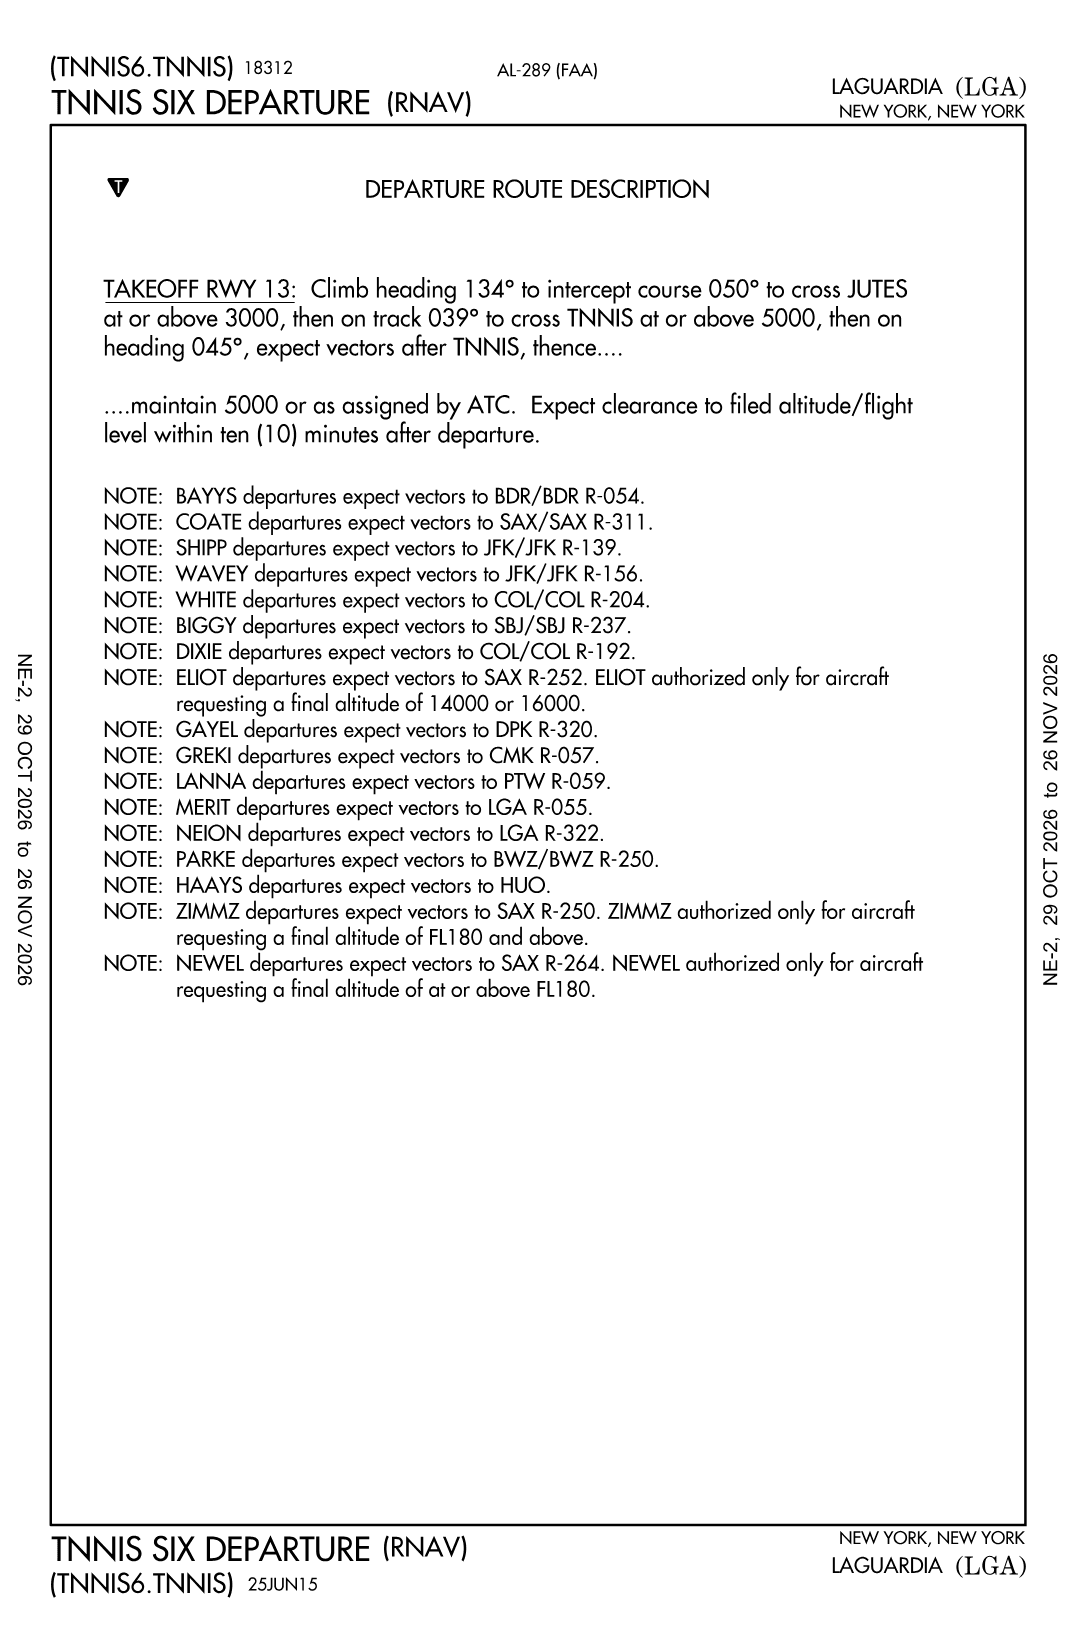 (TNNIS6.TNNIS) 18312
AL-289 (FAA)
TNNIS SIX DEPARTURE (RNAV)
LAGUARDIA (LGA)
NEW YORK, NEW YORK
T
DEPARTURE ROUTE DESCRIPTION
TAKEOFF RWY 13: Climb heading 134° to intercept course 050° to cross JUTES
at or above 3000, then on track 039° to cross TNNIS at or above 5000, then on
heading 045°, expect vectors after TNNIS, thence....
....maintain 5000 or as assigned by ATC. Expect clearance to filed altitude/flight
level within ten (10) minutes after departure.
NOTE: BAYYS departures expect vectors to BDR/BDR R-054.
NOTE: COATE departures expect vectors to SAX/SAX R-311.
NOTE: SHIPP departures expect vectors to JFK/JFK R-139.
NOTE: WAVEY departures expect vectors to JFK/JFK R-156.
NOTE: WHITE departures expect vectors to COL/COL R-204.
NOTE: BIGGY departures expect vectors to SBJ/SBJ R-237.
NOTE: DIXIE departures expect vectors to COL/COL R-192.
NOTE: ELIOT departures expect vectors to SAX R-252. ELIOT authorized only for aircraft
requesting a final altitude of 14000 or 16000.
NOTE: GAYEL departures expect vectors to DPK R-320.
NOTE: GREKI departures expect vectors to CMK R-057.
NOTE: LANNA departures expect vectors to PTW R-059.
NOTE: MERIT departures expect vectors to LGA R-055.
NOTE: NEION departures expect vectors to LGA R-322.
NOTE: PARKE departures expect vectors to BWZ/BWZ R-250.
NOTE: HAAYS departures expect vectors to HUO.
NOTE: ZIMMZ departures expect vectors to SAX R-250. ZIMMZ authorized only for aircraft
requesting a final altitude of FL180 and above.
NOTE: NEWEL departures expect vectors to SAX R-264. NEWEL authorized only for aircraft
requesting a final altitude of at or above FL180.
NE-2, 29 OCT 2026 to 26 NOV 2026
NE-2, 29 OCT 2026 to 26 NOV 2026
TNNIS SIX DEPARTURE (RNAV)
(TNNIS6.TNNIS) 25JUN15
NEW YORK, NEW YORK
LAGUARDIA (LGA)